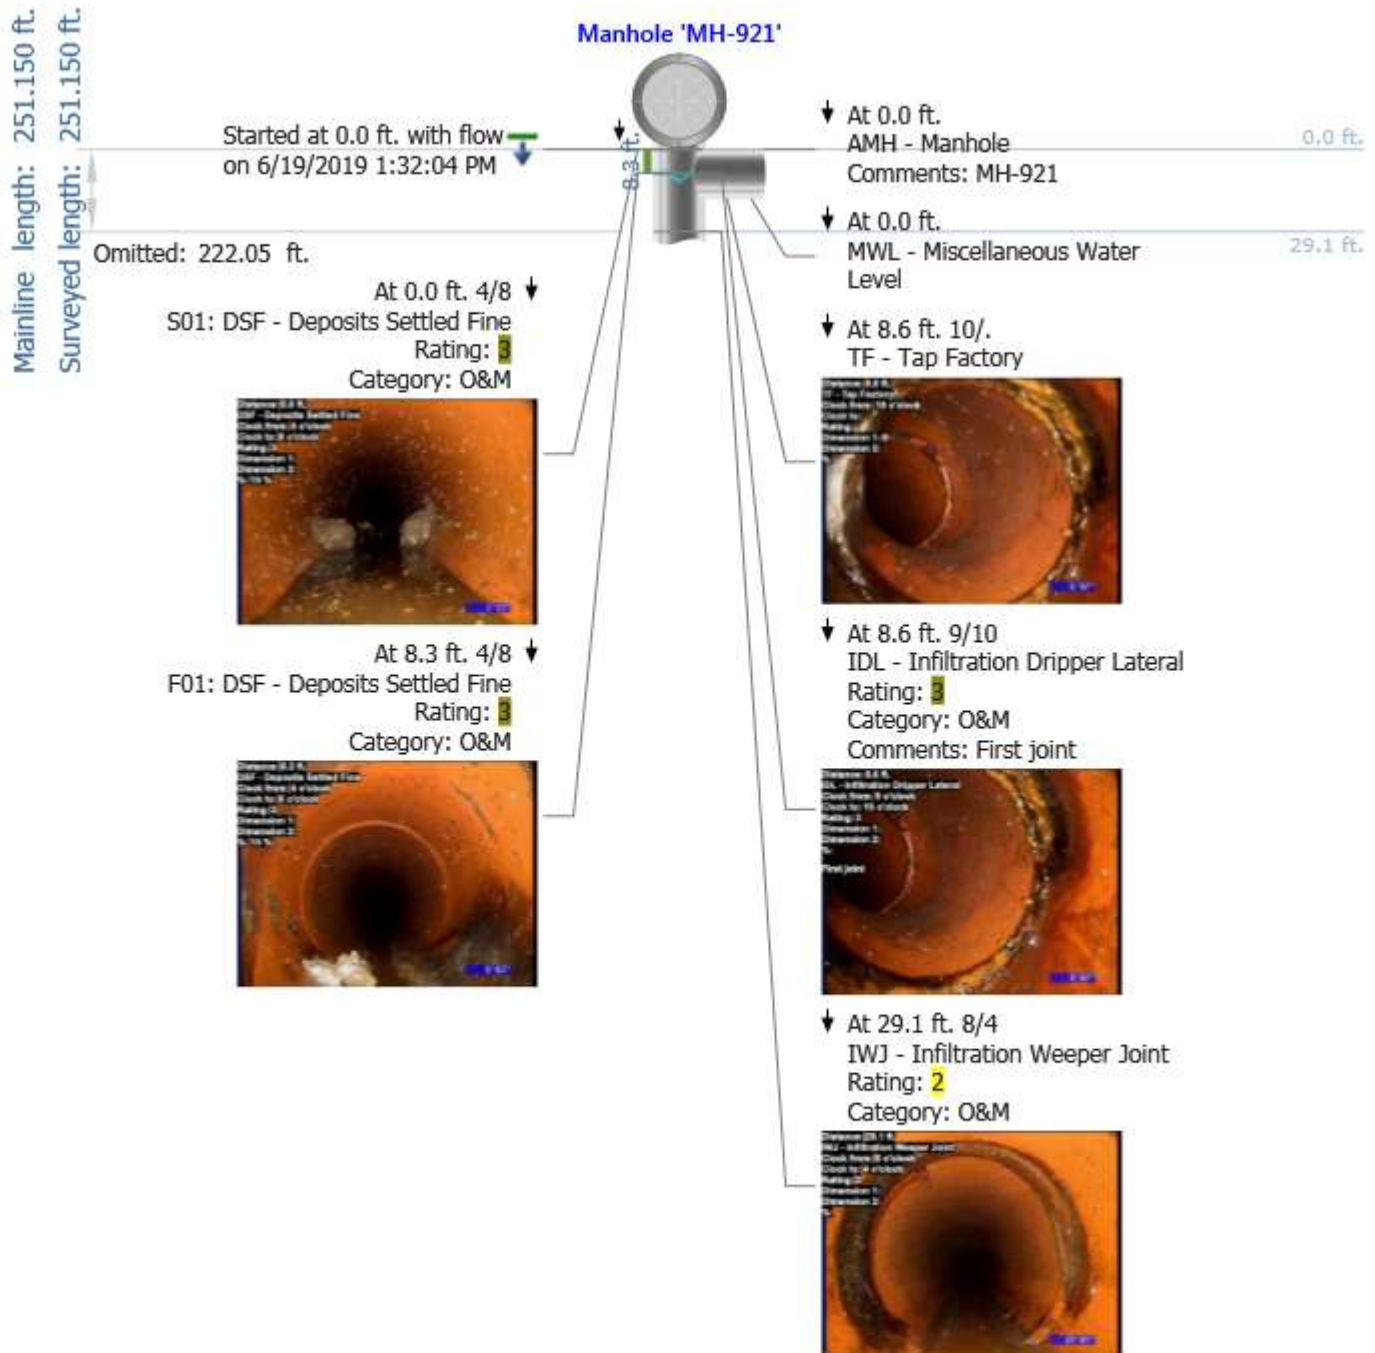 Mainline length: 251.150 ft.
Surveyed length: 251.150 ft.
Manhole 'MH-921'
Started at 0.0 ft. with flow
on 6/19/2019 1:32:04 PM
8.3 ft.
At 0.0 ft.
AMH - Manhole
Comments: MH-921
0.0 ft.
At 0.0 ft.
MWL - Miscellaneous Water
Level
29.1 ft.
Omitted: 222.05 ft.
At 0.0 ft. 4/8
S01: DSF - Deposits Settled Fine
Rating: 3
Category: O&M
At 8.3 ft. 4/8
F01: DSF - Deposits Settled Fine
Rating: 3
Category: O&M
At 8.6 ft. 10/.
TF - Tap Factory
At 8.6 ft. 9/10
IDL - Infiltration Dripper Lateral
Rating: 3
Category: O&M
Comments: First joint
First joint
At 29.1 ft. 8/4
IWJ - Infiltration Weeper Joint
Rating: 2
Category: O&M